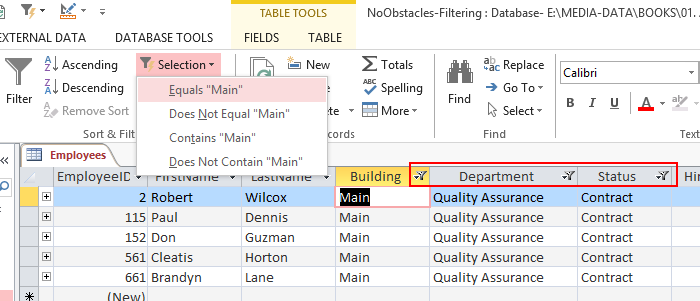 TABLE TOOLS
NoObstacles-Filtering : Database- E:\MEDIA-DATA\BOOKS\01...
EXTERNAL DATA DATABASE TOOLS FIELDS TABLE
Filter
Ascending
Descending
Remove Sort
Sort & Filter
Selection
Equals "Main"
Does Not Equal "Main"
Contains "Main"
Does Not Contain "Main"
New
Totals
Spelling
More
Find
Replace
Go To
Select
Find
Calibri
B I U A
Employees
EmployeeID FirstName LastName Building Department Status
2 Robert Wilcox Main Quality Assurance Contract
115 Paul Dennis Main Quality Assurance Contract
152 Don Guzman Main Quality Assurance Contract
561 Cleatis Horton Main Quality Assurance Contract
661 Brandyn Lane Main Quality Assurance Contract
(New)